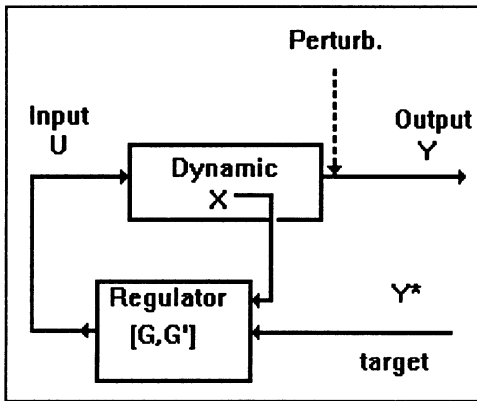 Perturb.
Input
U
Output
Y
Dynamic
X
Regulator
[G,G']
Y*
target